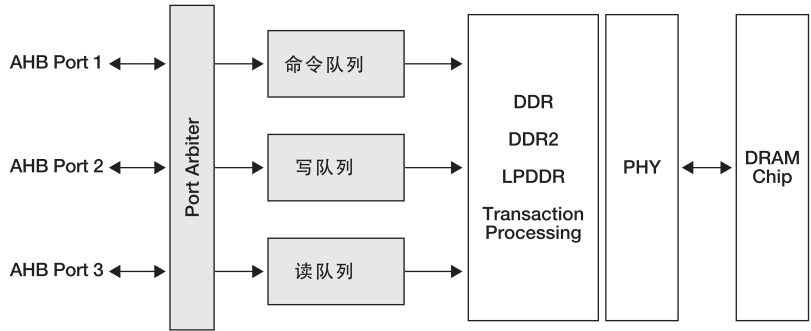 AHB Port 1
AHB Port 2
AHB Port 3
Port Arbiter
命令队列
写队列
读队列
DDR
DDR2
LPDDR
Transaction
Processing
PHY
DRAM
Chip